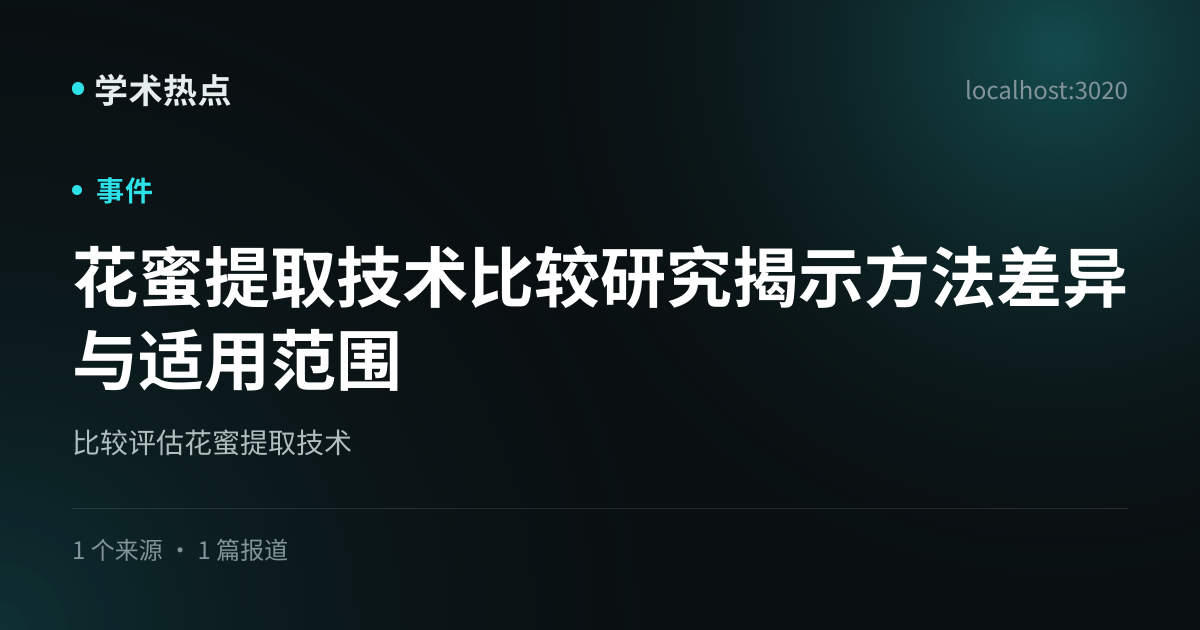 学术热点
localhost:3020
事件
花蜜提取技术比较研究揭示方法差异
与适用范围
比较评估花蜜提取技术
1 个来源 · 1 篇报道